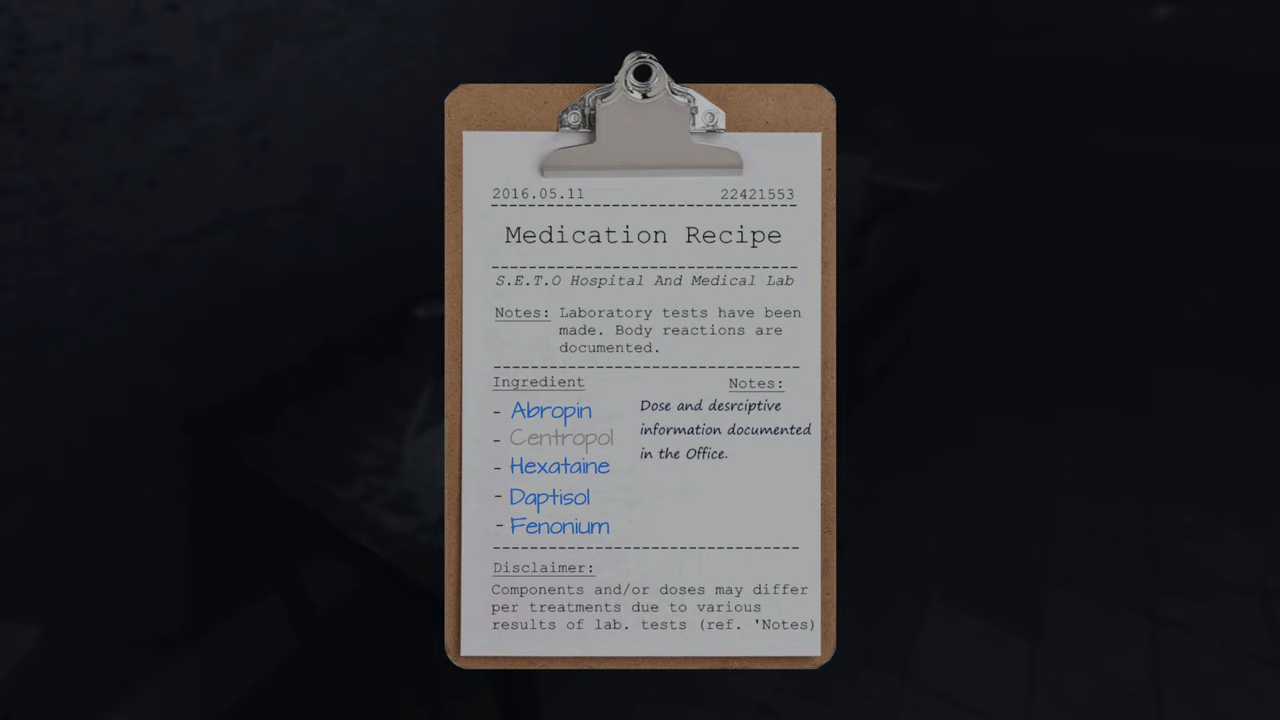 2016.05.11 22421553
Medication Recipe
S.E.T.O Hospital And Medical Lab
Notes: Laboratory tests have been
made. Body reactions are
documented.
Ingredient Notes:
- Abropin
- Centropol
- Hexataine
- Daptisol
- Fenonium
Dose and desrciptive
information documented
in the Office.
Disclaimer:
Components and/or doses may differ
per treatments due to various
results of lab. tests (ref. 'Notes)